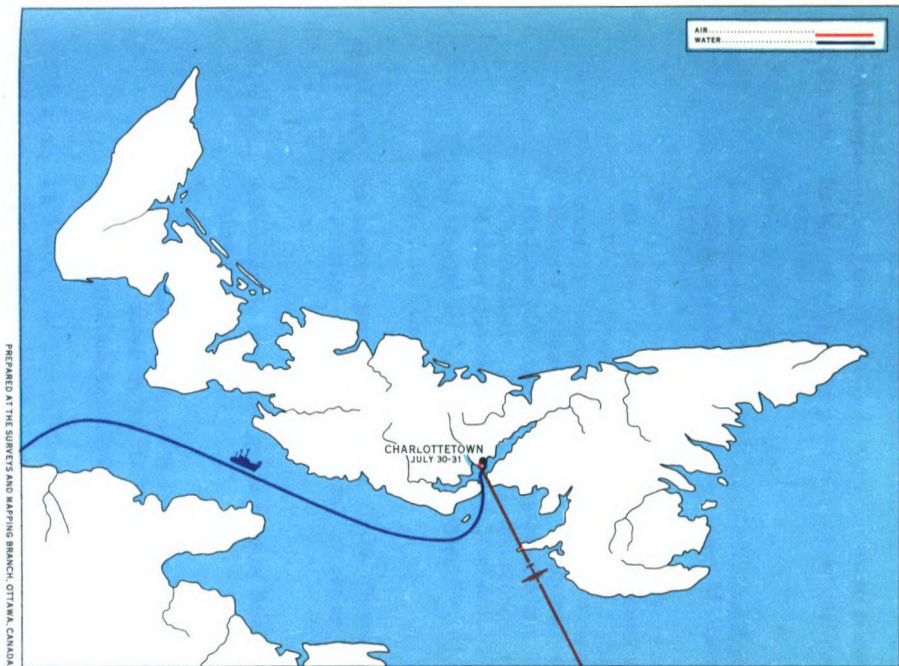 AIR
WATER
CHARLOTTETOWN
JULY 30-31
PREPARED AT THE SURVEYS AND MAPPING BRANCH, OTTAWA, CANADA